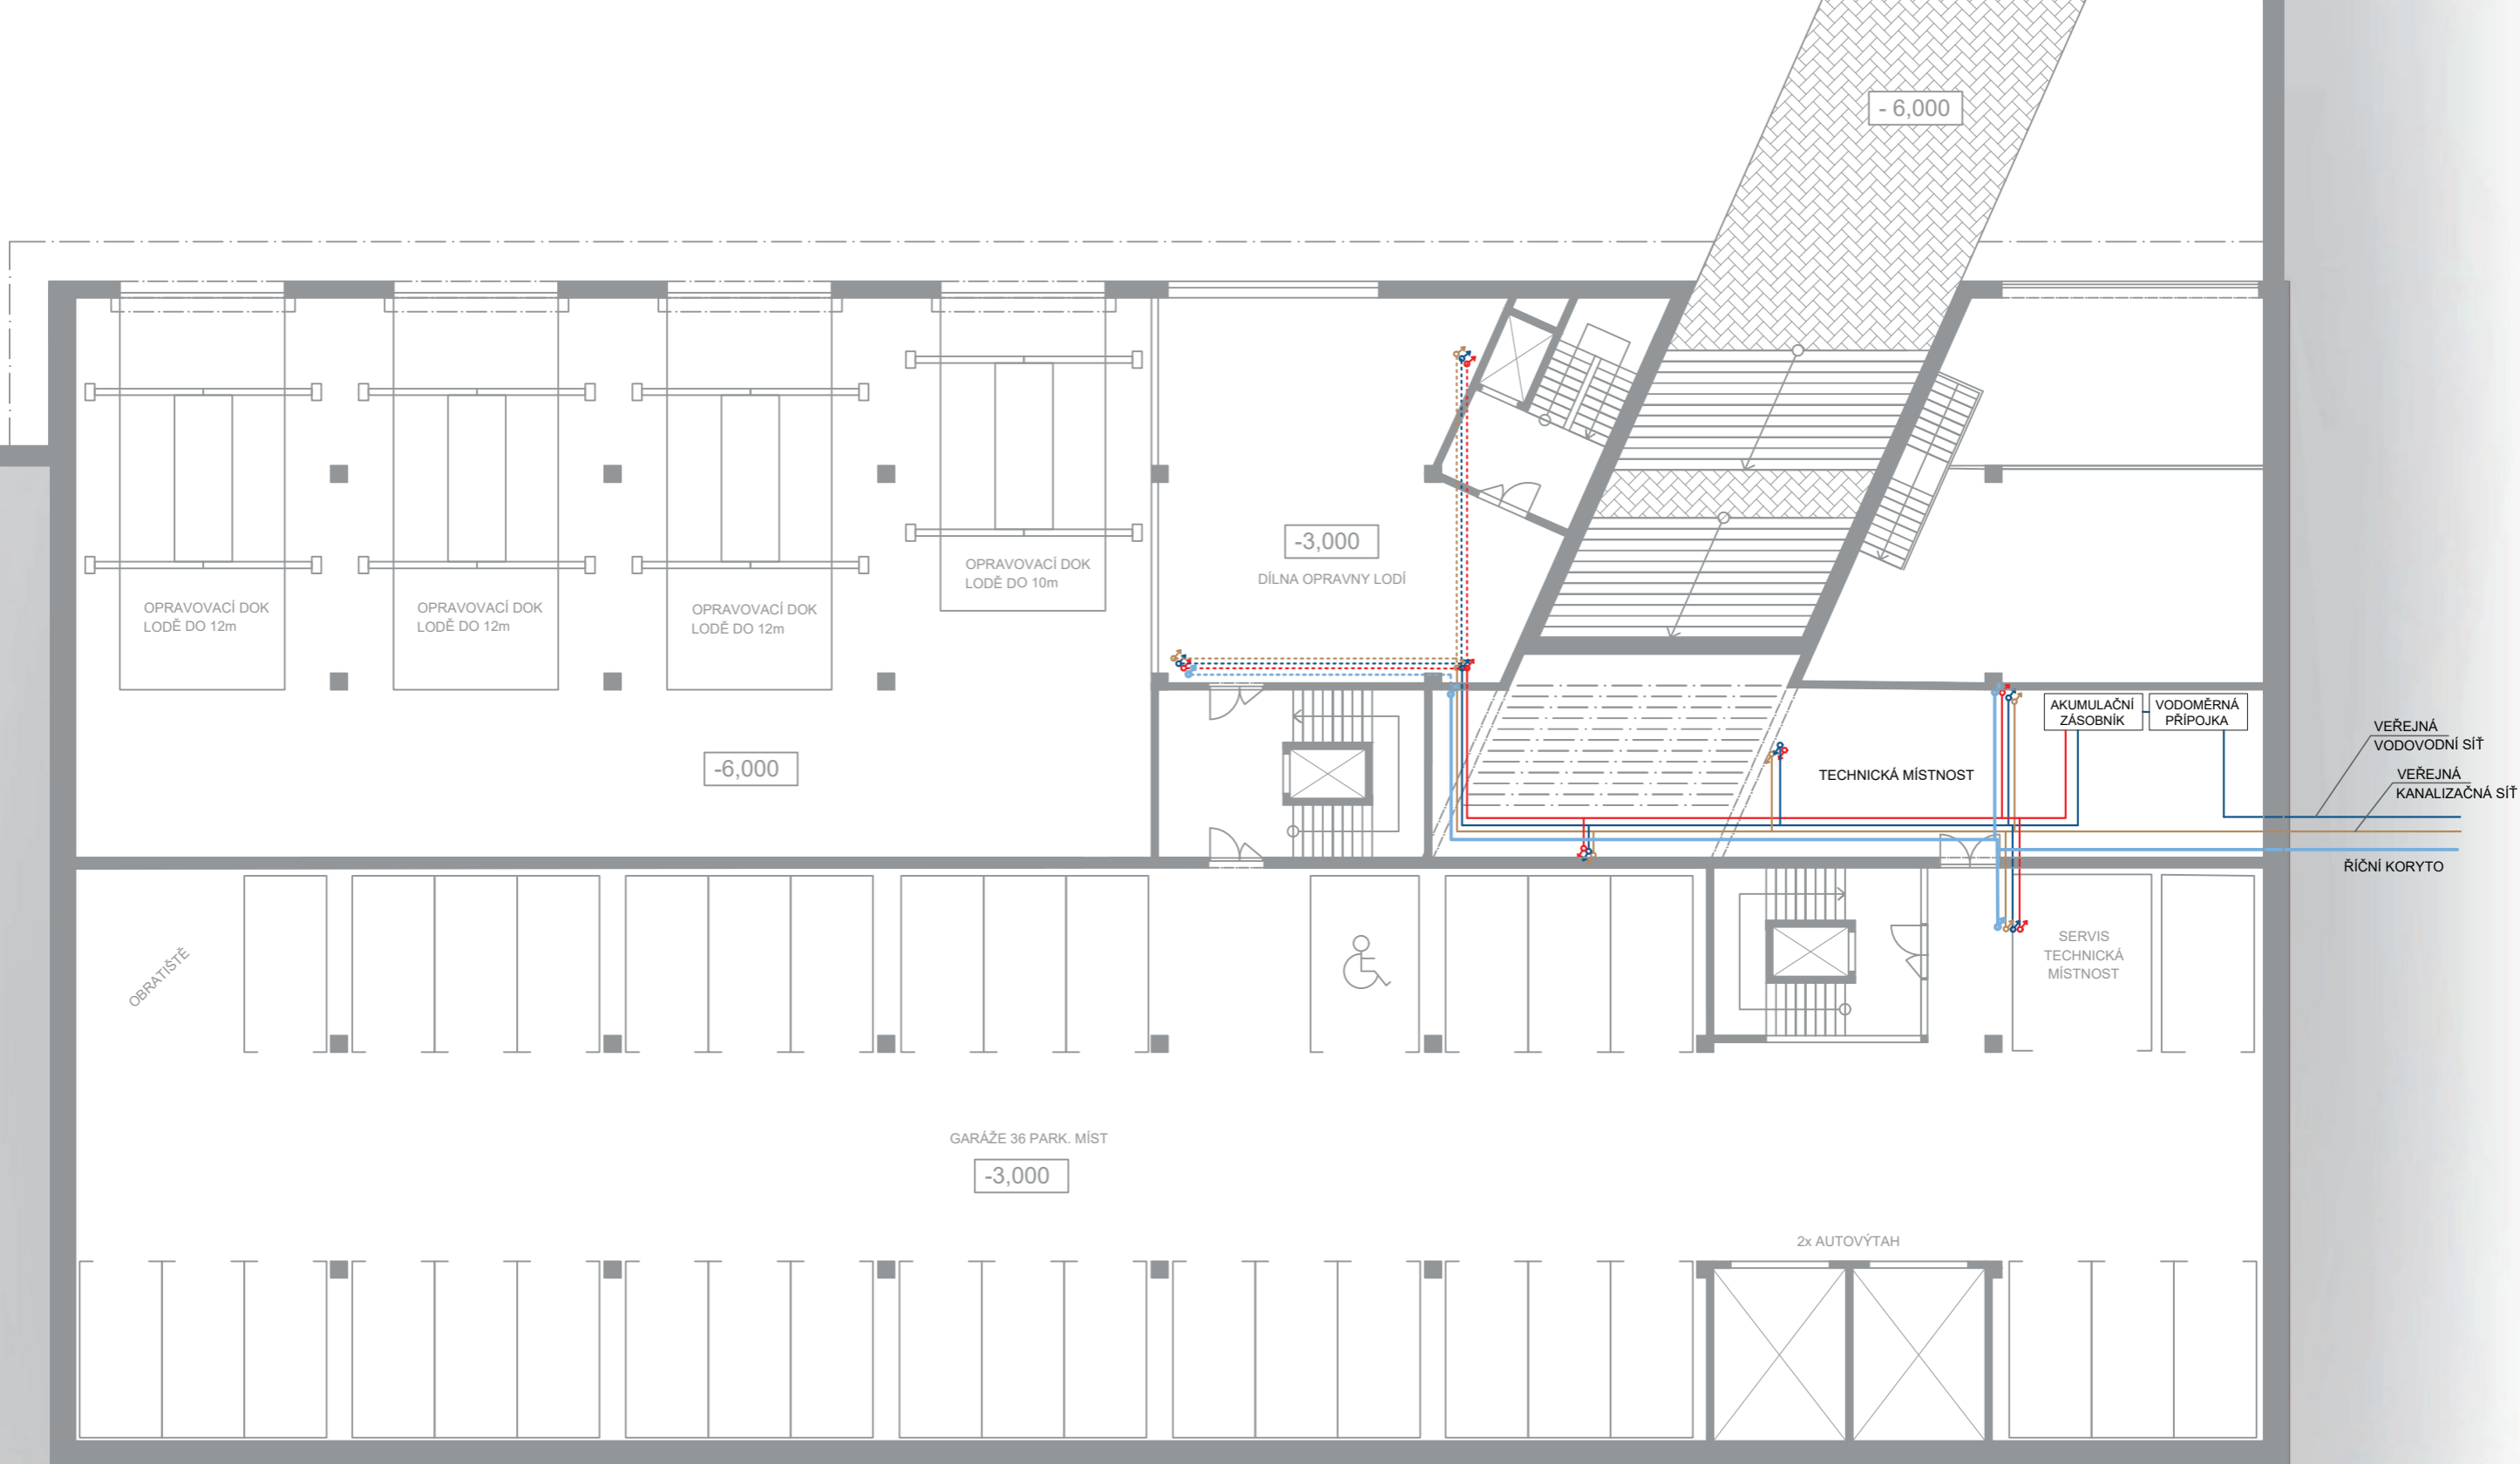 - 6,000
OPRAVOVACÍ DOK
LODĚ DO 12m
OPRAVOVACÍ DOK
LODĚ DO 12m
OPRAVOVACÍ DOK
LODĚ DO 12m
OPRAVOVACÍ DOK
LODĚ DO 10m
-3,000
DÍLNA OPRAVNY LODÍ
-6,000
AKUMULAČNÍ
ZÁSOBNÍK
VODOMĚRNÁ
PŘÍPOJKA
TECHNICKÁ MÍSTNOST
VEŘEJNÁ
VODOVODNÍ SÍŤ
VEŘEJNÁ
KANALIZAČNÁ SÍŤ
ŘÍČNÍ KORYTO
OBRATIŠTĚ
SERVIS
TECHNICKÁ
MÍSTNOST
GARÁŽE 36 PARK. MÍST
-3,000
2x AUTOVÝTAH